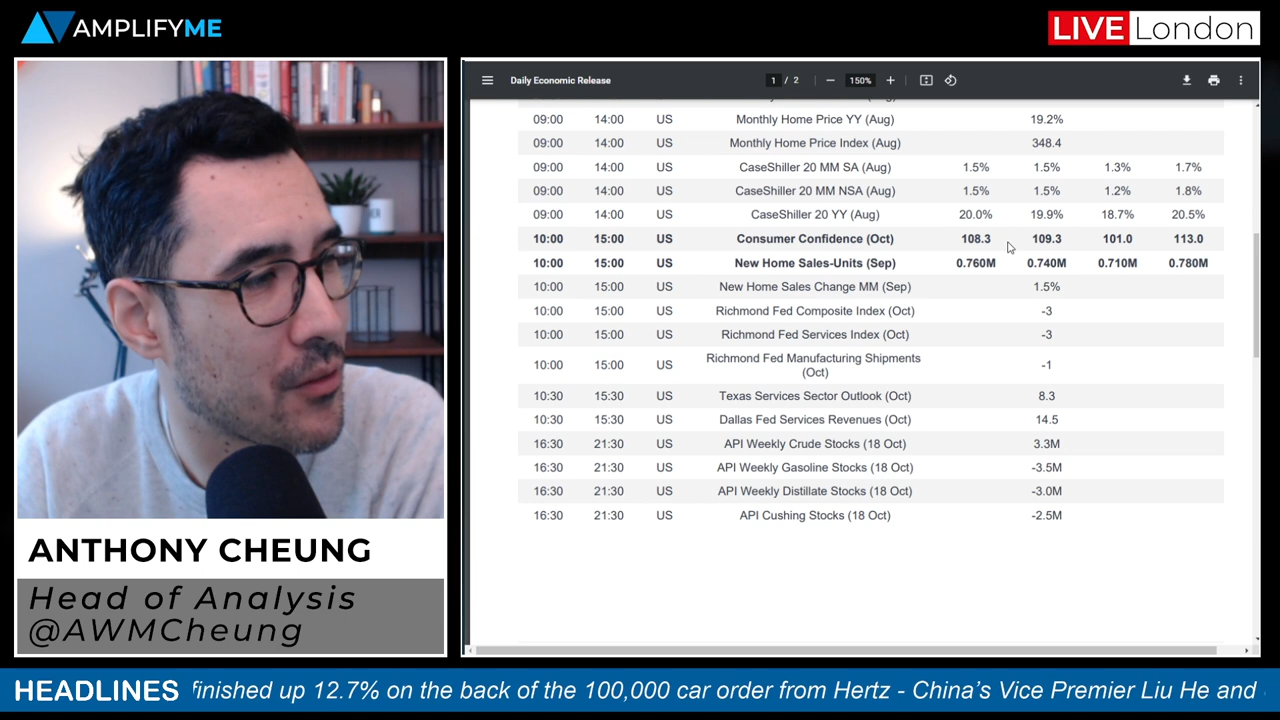 AMPLIFYME
LIVE London
Daily Economic Release
1 / 2
150%
09:00 14:00 US Monthly Home Price YY (Aug) 19.2%
09:00 14:00 US Monthly Home Price Index (Aug) 348.4
09:00 14:00 US CaseShiller 20 MM SA (Aug) 1.5% 1.5% 1.3% 1.7%
09:00 14:00 US CaseShiller 20 MM NSA (Aug) 1.5% 1.5% 1.2% 1.8%
09:00 14:00 US CaseShiller 20 YY (Aug) 20.0% 19.9% 18.7% 20.5%
10:00 15:00 US Consumer Confidence (Oct) 108.3 109.3 101.0 113.0
10:00 15:00 US New Home Sales-Units (Sep) 0.760M 0.740M 0.710M 0.780M
10:00 15:00 US New Home Sales Change MM (Sep) 1.5%
10:00 15:00 US Richmond Fed Composite Index (Oct) -3
10:00 15:00 US Richmond Fed Services Index (Oct) -3
10:00 15:00 US Richmond Fed Manufacturing Shipments (Oct) -1
10:30 15:30 US Texas Services Sector Outlook (Oct) 8.3
10:30 15:30 US Dallas Fed Services Revenues (Oct) 14.5
16:30 21:30 US API Weekly Crude Stocks (18 Oct) 3.3M
16:30 21:30 US API Weekly Gasoline Stocks (18 Oct) -3.5M
16:30 21:30 US API Weekly Distillate Stocks (18 Oct) -3.0M
16:30 21:30 US API Cushing Stocks (18 Oct) -2.5M
ANTHONY CHEUNG
Head of Analysis
@AWMCheung
HEADLINES finished up 12.7% on the back of the 100,000 car order from Hertz - China's Vice Premier Liu He and